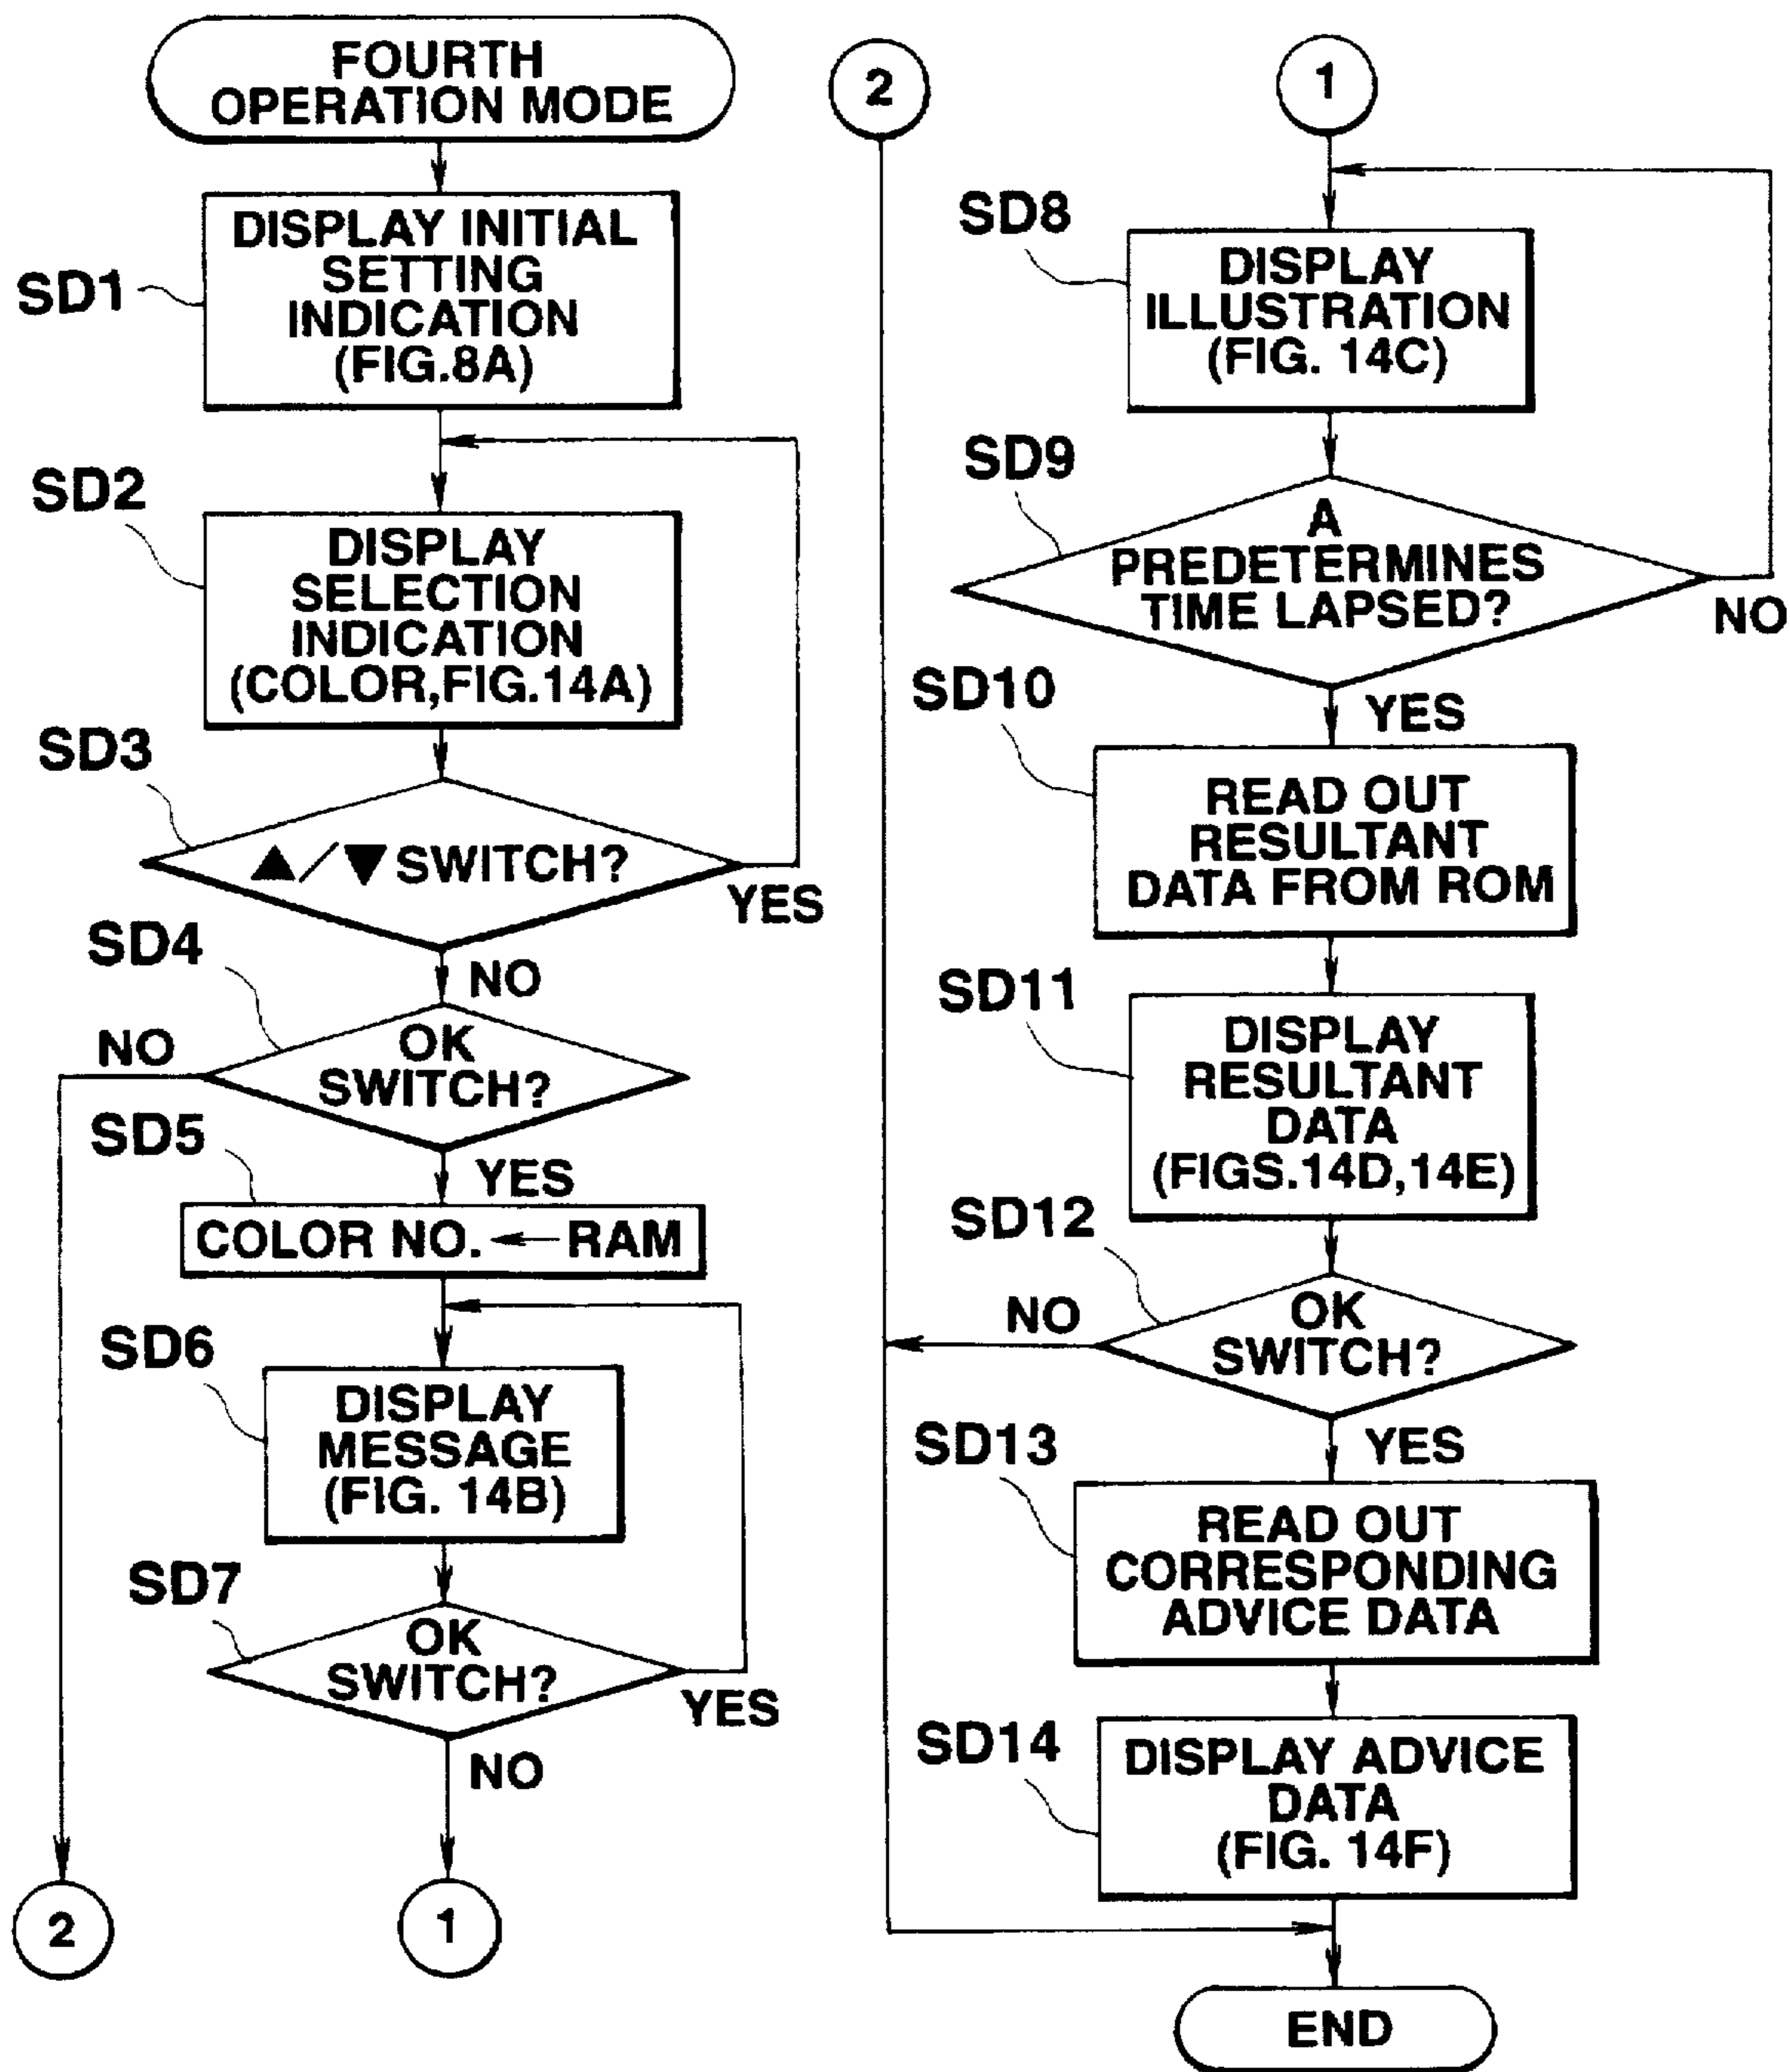 FOURTH
OPERATION MODE
SD1
DISPLAY INITIAL
SETTING
INDICATION
(FIG.8A)
SD2
DISPLAY
SELECTION
INDICATION
(COLOR,FIG.14A)
SD3
▲/▼ SWITCH?
YES
NO
SD4
OK
SWITCH?
NO
YES
SD5
COLOR NO. ← RAM
SD6
DISPLAY
MESSAGE
(FIG. 14B)
SD7
OK
SWITCH?
YES
NO
2
1
2
1
SD8
DISPLAY
ILLUSTRATION
(FIG. 14C)
SD9
A
PREDETERMINES
TIME LAPSED?
NO
YES
SD10
READ OUT
RESULTANT
DATA FROM ROM
SD11
DISPLAY
RESULTANT
DATA
(FIGS.14D,14E)
SD12
OK
SWITCH?
NO
YES
SD13
READ OUT
CORRESPONDING
ADVICE DATA
SD14
DISPLAY ADVICE
DATA
(FIG. 14F)
END